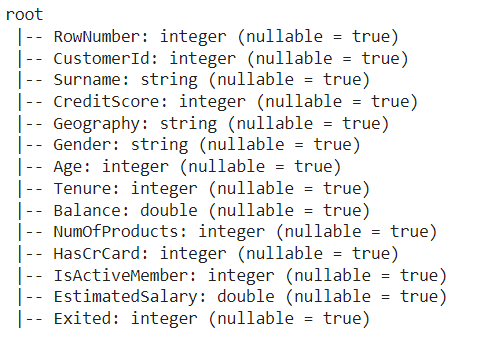 root
 |-- RowNumber: integer (nullable = true)
 |-- CustomerId: integer (nullable = true)
 |-- Surname: string (nullable = true)
 |-- CreditScore: integer (nullable = true)
 |-- Geography: string (nullable = true)
 |-- Gender: string (nullable = true)
 |-- Age: integer (nullable = true)
 |-- Tenure: integer (nullable = true)
 |-- Balance: double (nullable = true)
 |-- NumOfProducts: integer (nullable = true)
 |-- HasCrCard: integer (nullable = true)
 |-- IsActiveMember: integer (nullable = true)
 |-- EstimatedSalary: double (nullable = true)
 |-- Exited: integer (nullable = true)